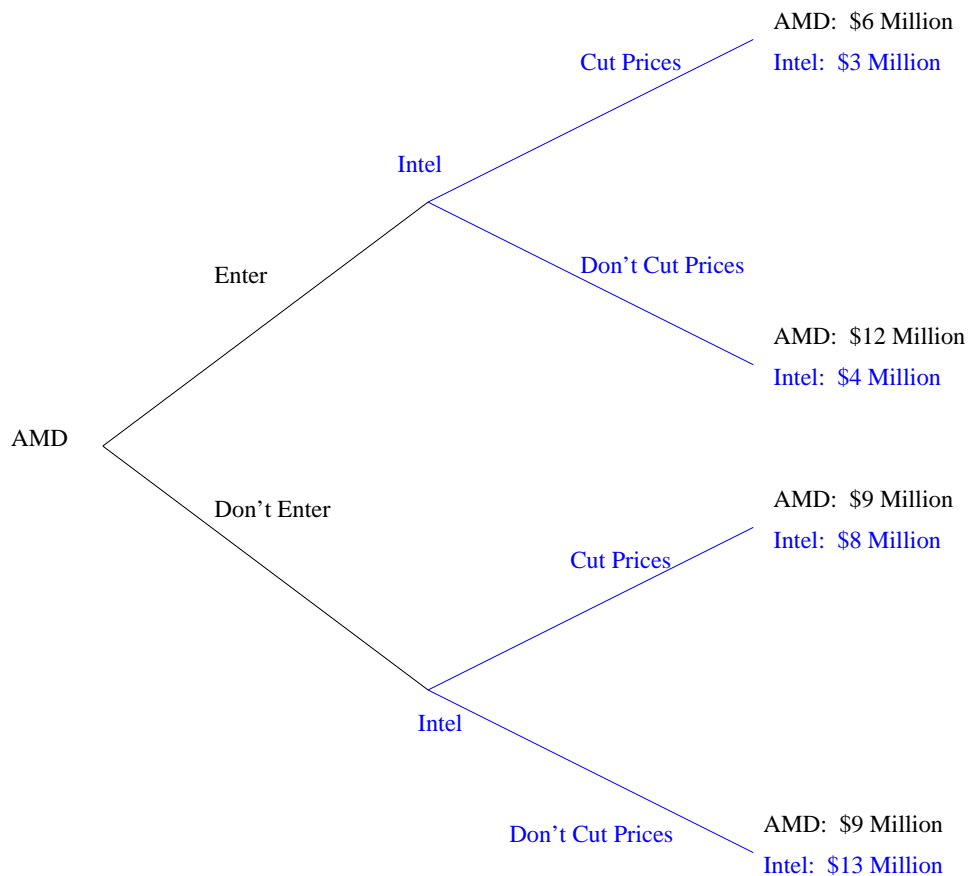 AMD: $6 Million
Cut Prices
Intel: $3 Million
Intel
Don't Cut Prices
Enter
AMD: $12 Million
Intel: $4 Million
AMD
Don't Enter
AMD: $9 Million
Intel: $8 Million
Cut Prices
Intel
AMD: $9 Million
Don't Cut Prices
Intel: $13 Million